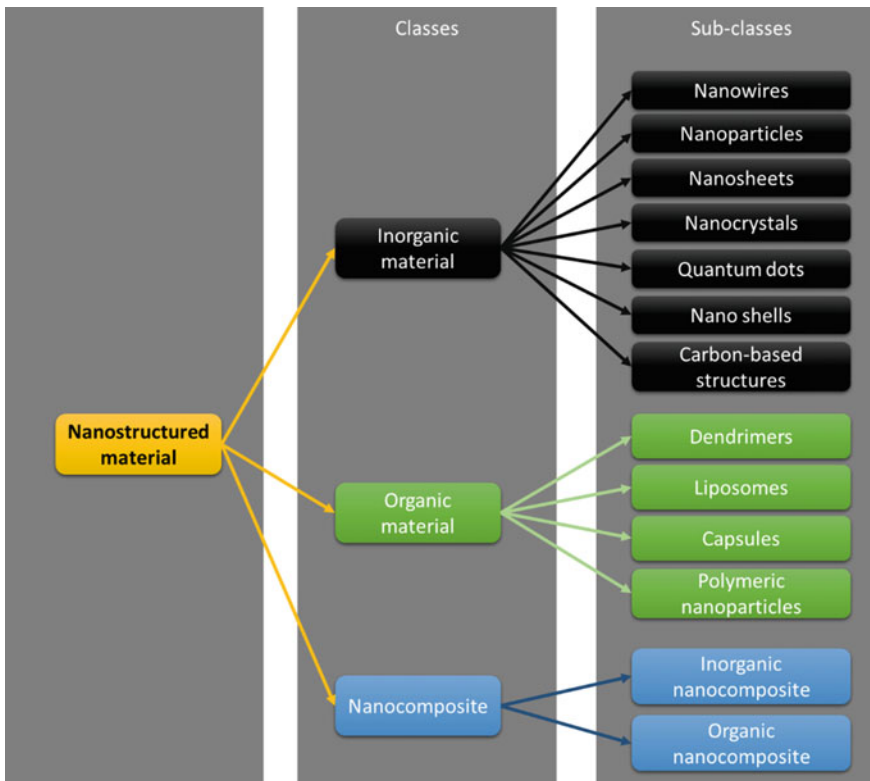 Classes
Sub-classes
Nanostructured
material
Inorganic
material
Nanowires
Nanoparticles
Nanosheets
Nanocrystals
Quantum dots
Nano shells
Carbon-based
structures
Organic
material
Dendrimers
Liposomes
Capsules
Polymeric
nanoparticles
Nanocomposite
Inorganic
nanocomposite
Organic
nanocomposite